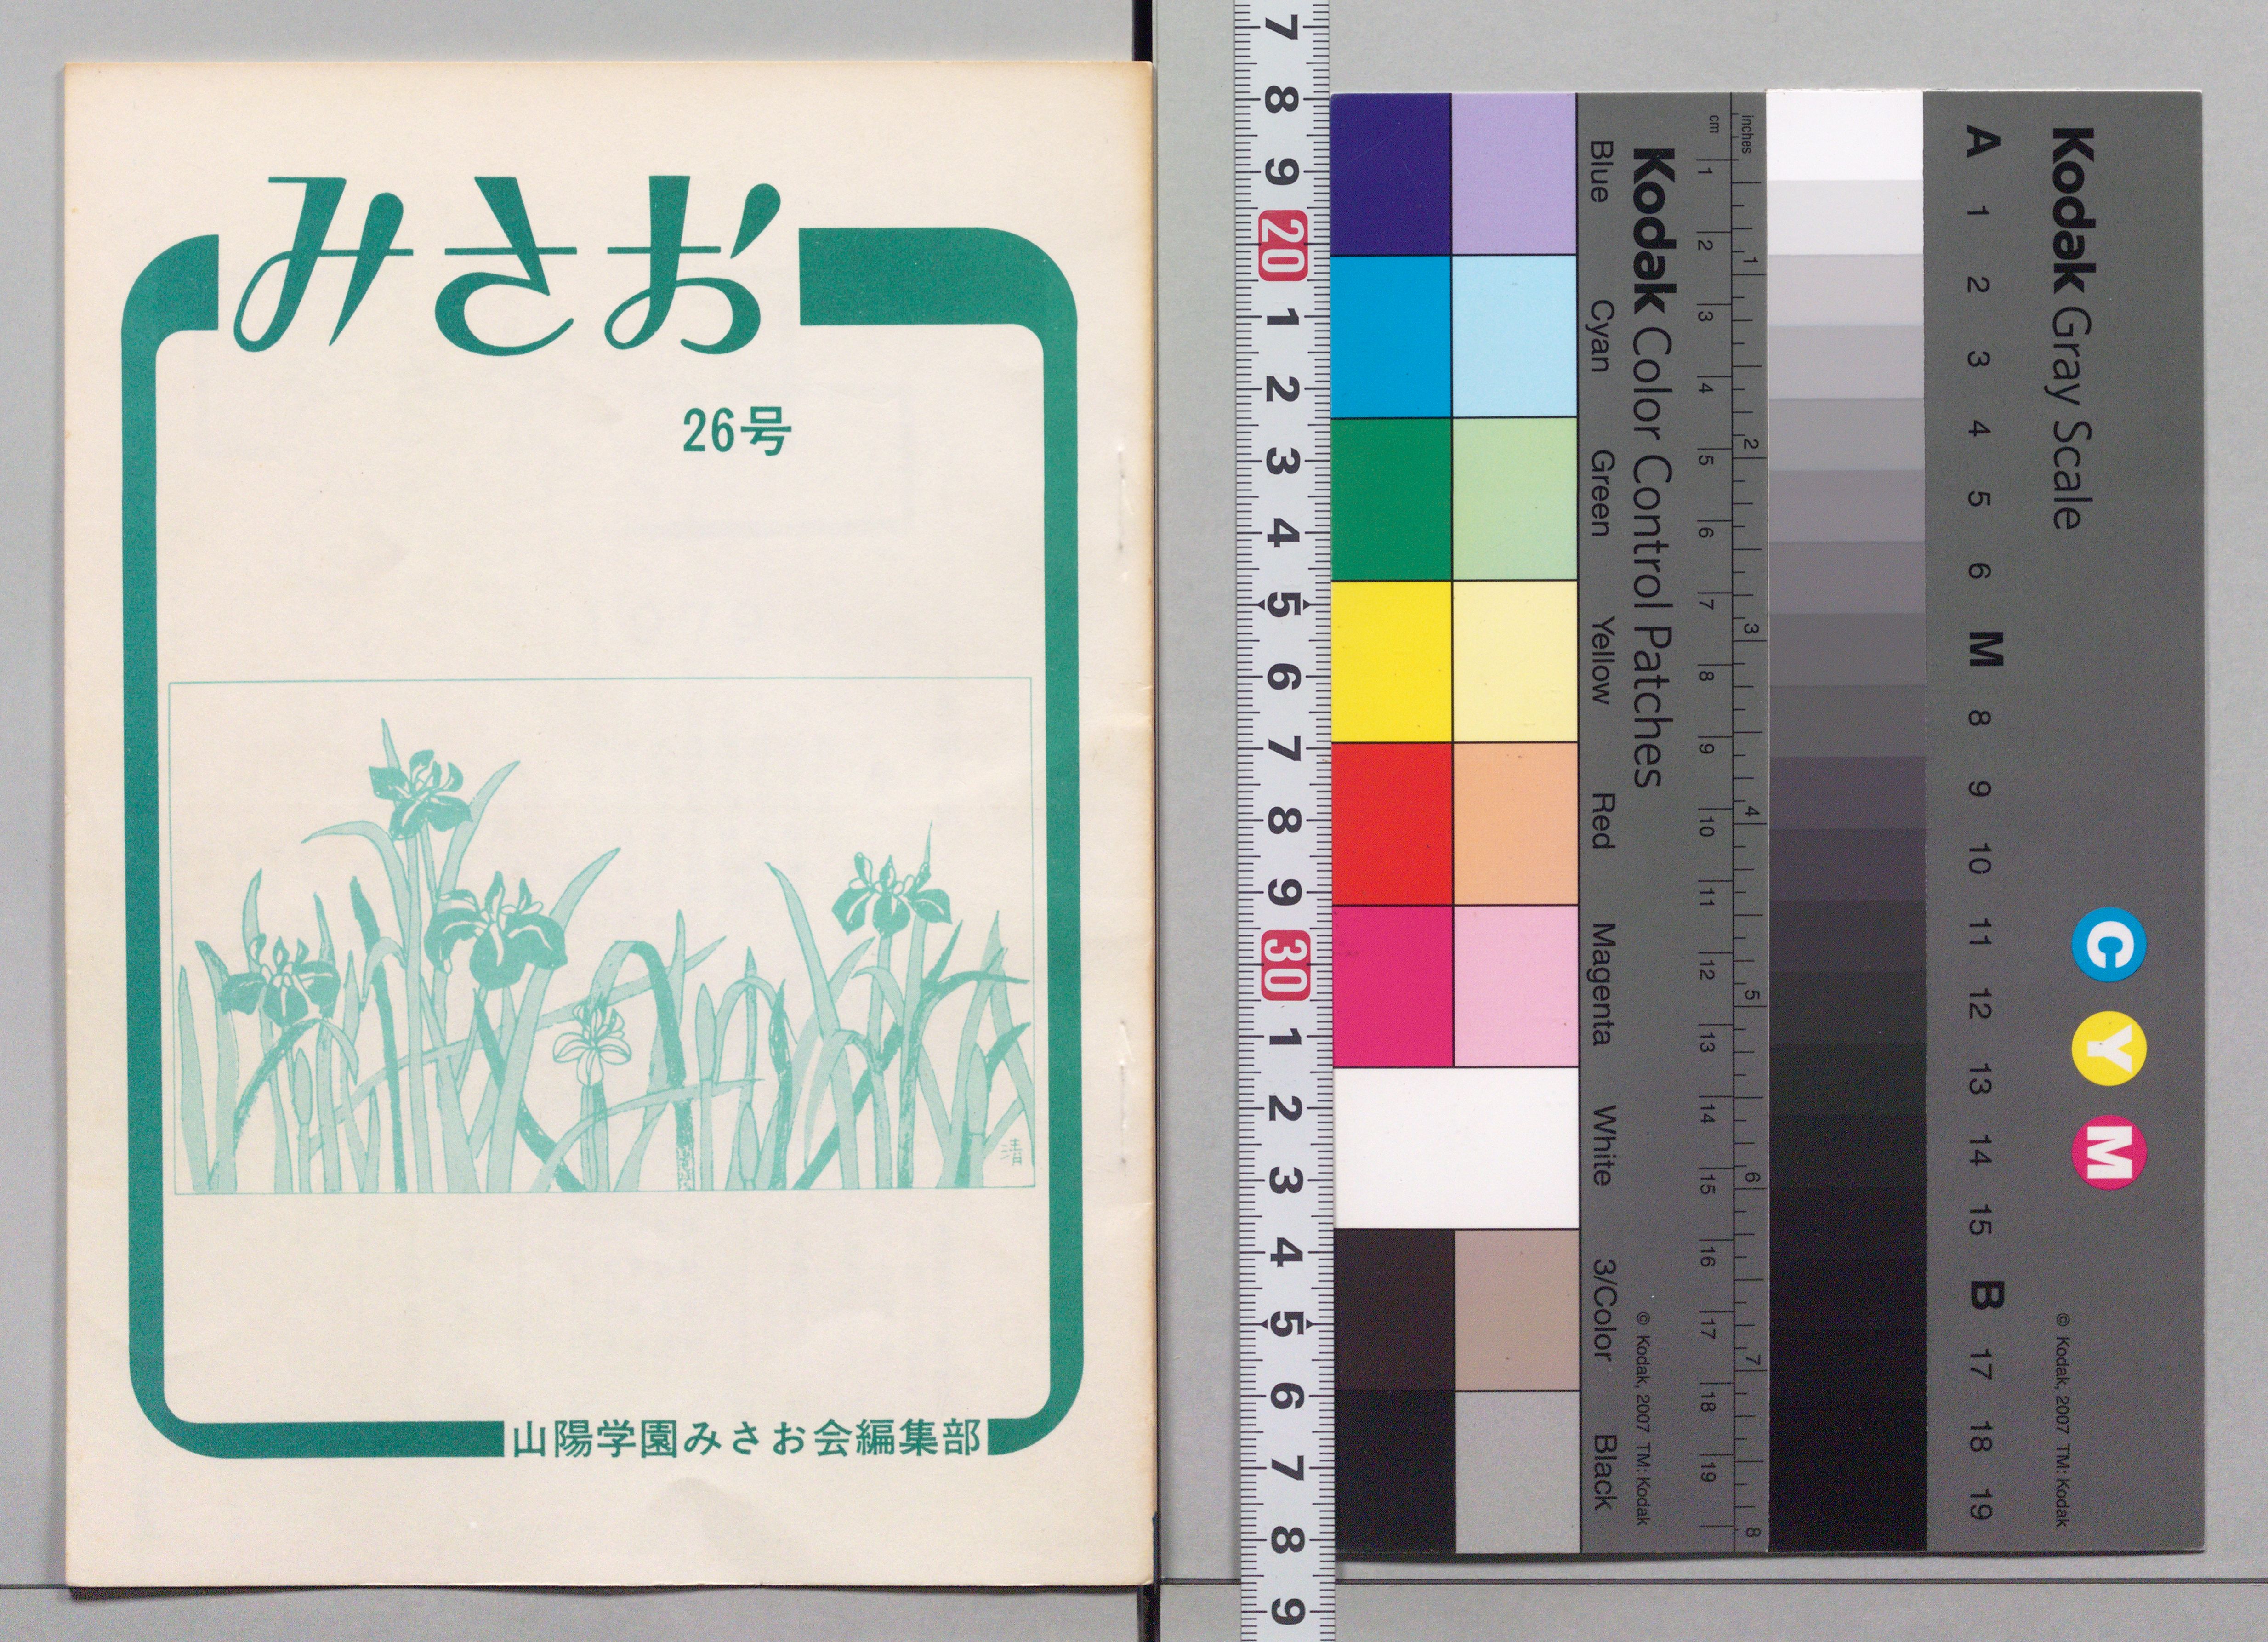 みさお
26号
清
山陽学園みさお会編集部
7 8 9 20 1 2 3 4 5 6 7 8 9 30 1 2 3 4 5 6 7 8 9
Blue Cyan Green Yellow Red Magenta White 3/Color Black
Kodak Color Control Patches © Kodak, 2007 TM: Kodak
cm 1 2 3 4 5 6 7 8 9 10 11 12 13 14 15 16 17 18 19
inches 1 2 3 4 5 6 7 8
A 1 2 3 4 5 6 M 8 9 10 11 12 13 14 15 B 17 18 19
Kodak Gray Scale
C Y M
© Kodak, 2007 TM: Kodak